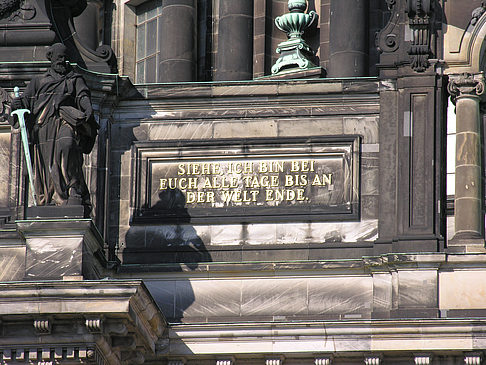 SIEHE ICH BIN BEI
EUCH ALLE TAGE BIS AN
DER WELT ENDE.